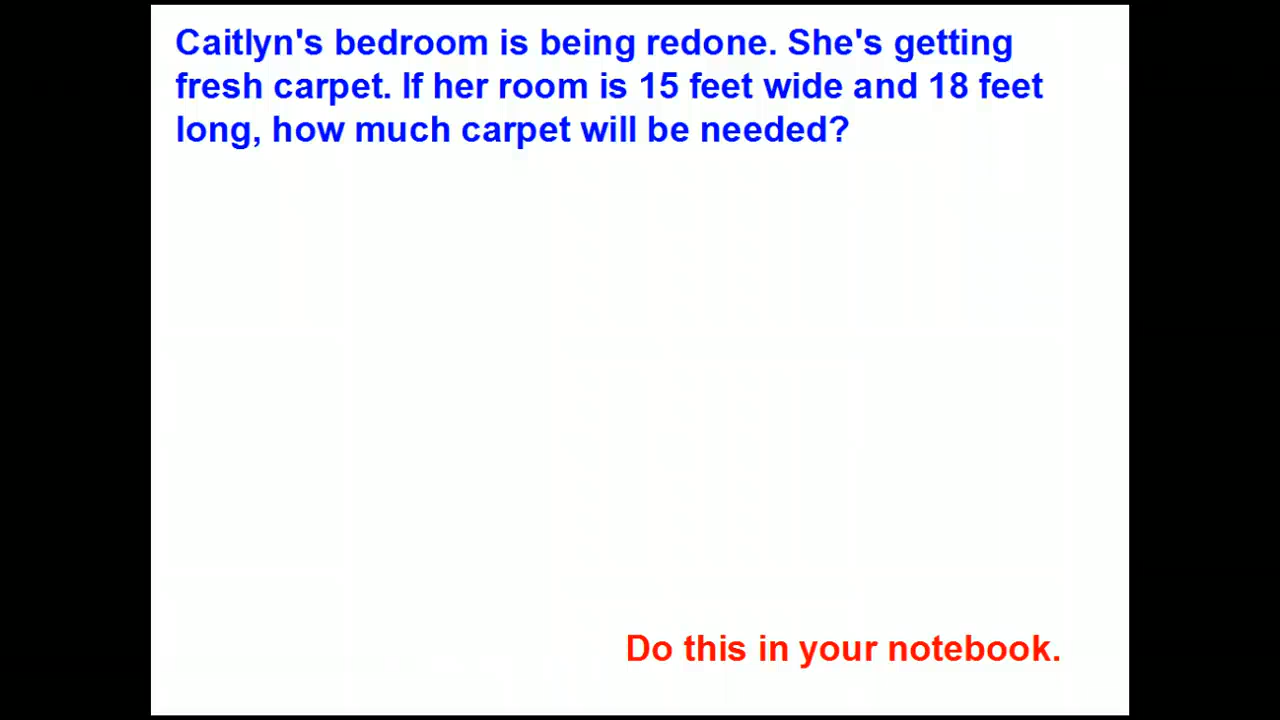 Caitlyn's bedroom is being redone. She's getting
fresh carpet. If her room is 15 feet wide and 18 feet
long, how much carpet will be needed?
Do this in your notebook.